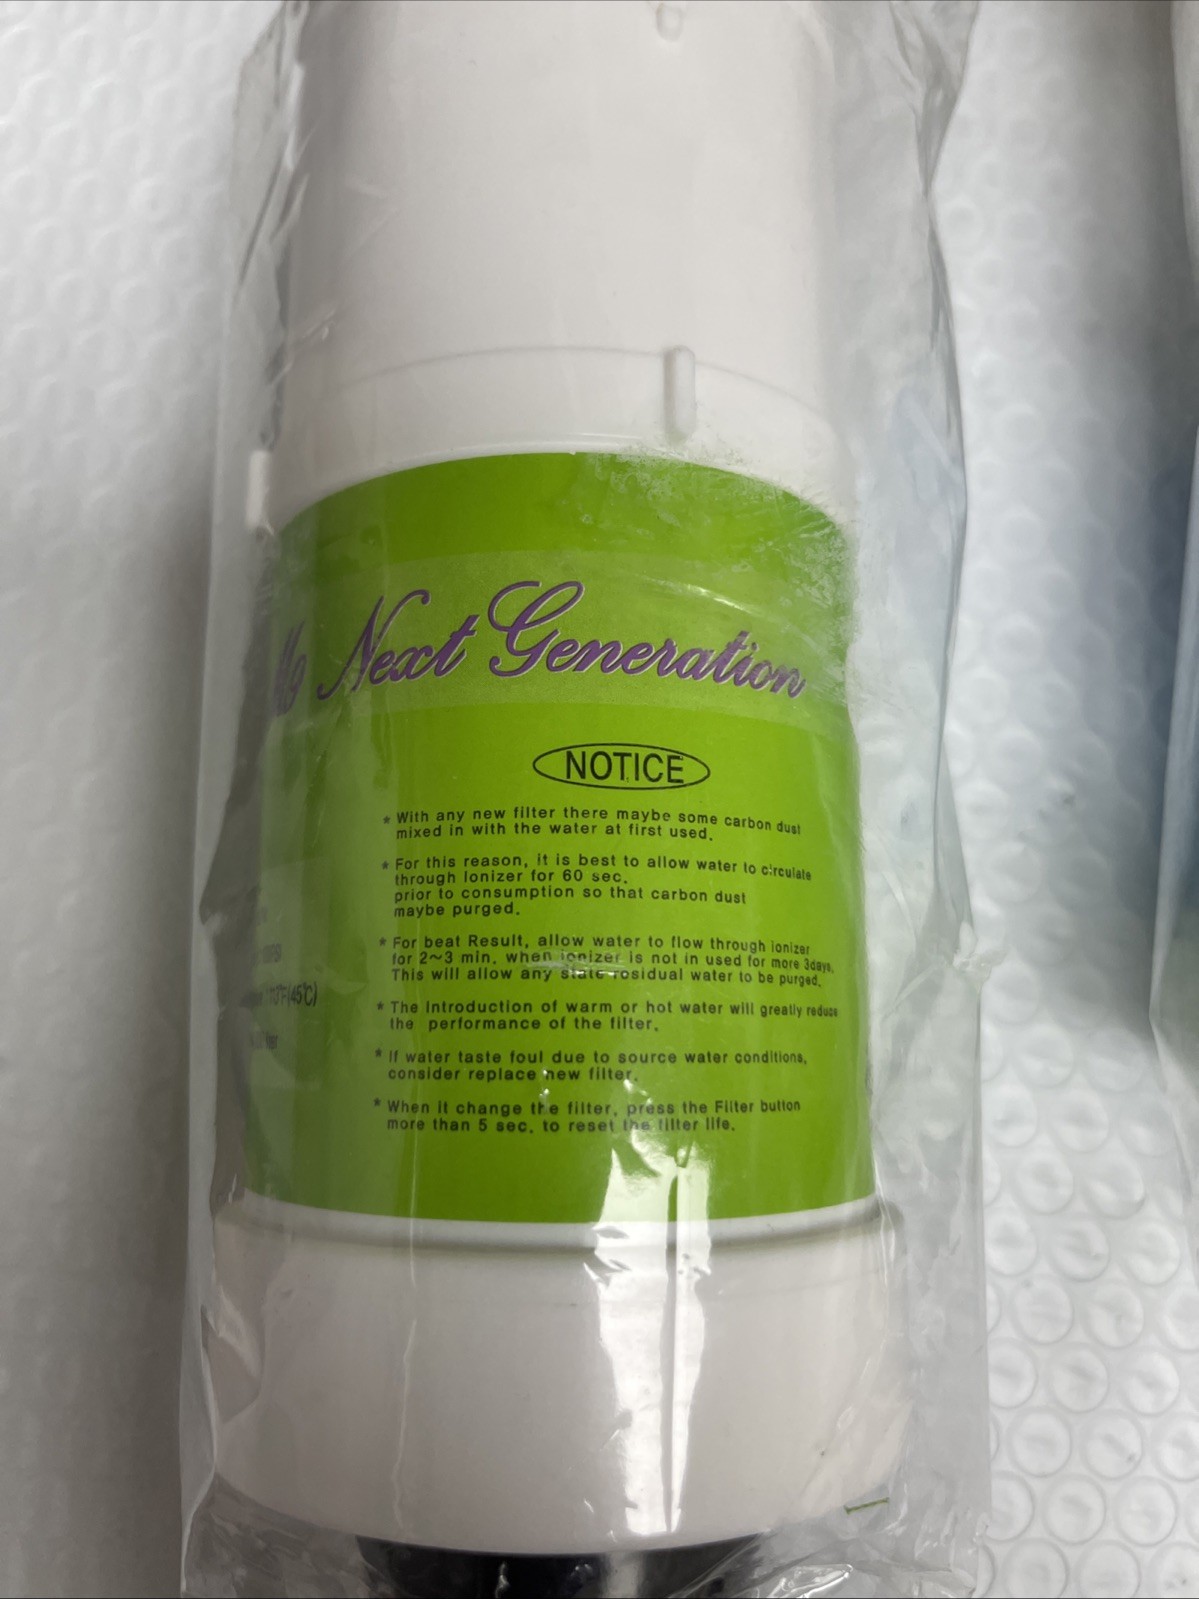 M9 Next Generation
NOTICE
* With any new filter there maybe some carbon dust
mixed in with the water at first used.
* For this reason, it is best to allow water to circulate
through Ionizer for 60 sec.
prior to consumption so that carbon dust
maybe purged.
* For beat Result, allow water to flow through ionizer
for 2~3 min. when ionizer is not in used for more 3days.
This will allow any state residual water to be purged.
* The Introduction of warm or hot water will greatly reduce
the performance of the filter.
* If water taste foul due to source water conditions,
consider replace new filter.
* When it change the filter, press the Filter button
more than 5 sec. to reset the filter life.
113°F(45°C)